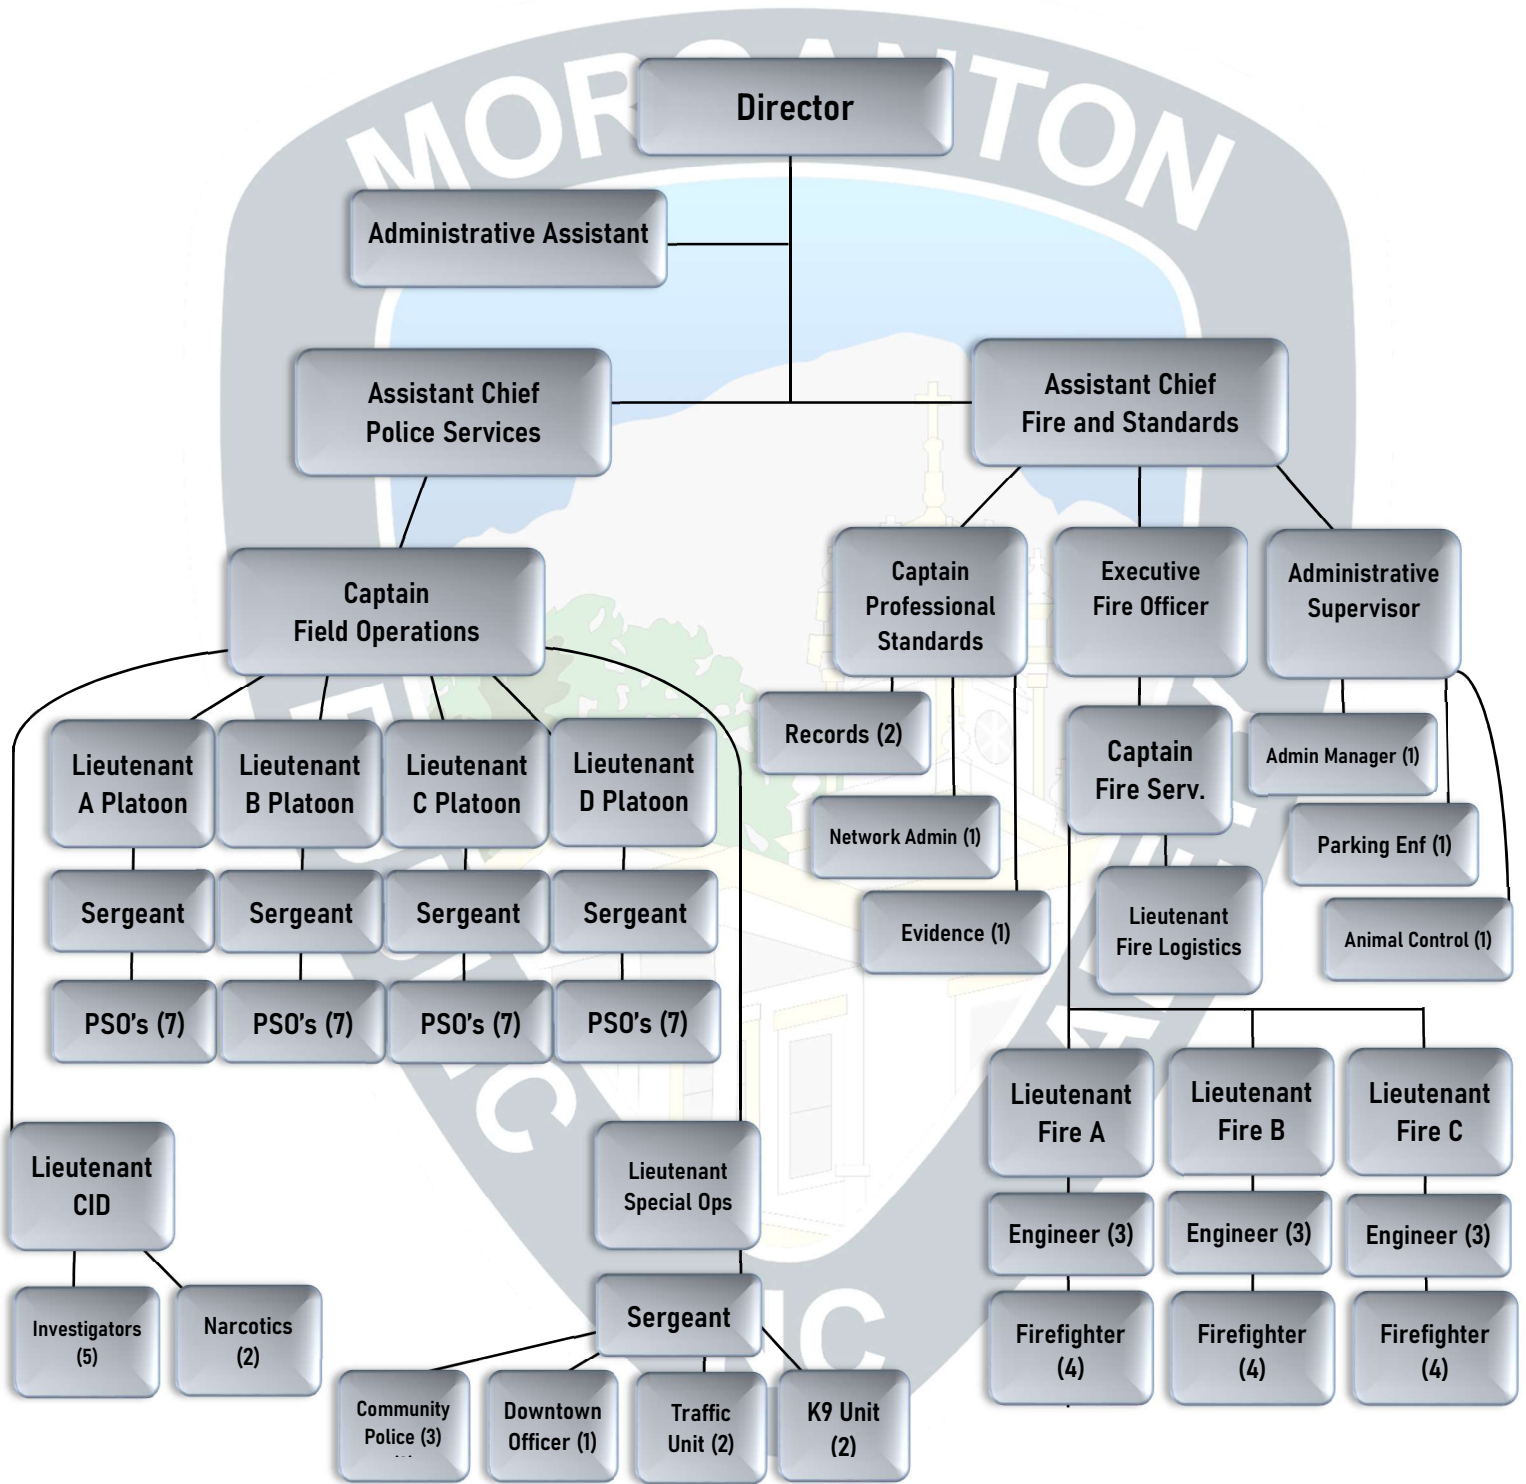 MORGANTON
Director
Administrative Assistant
Assistant Chief
Police Services
Assistant Chief
Fire and Standards
Captain
Field Operations
Captain
Professional
Standards
Executive
Fire Officer
Administrative
Supervisor
Records (2)
Network Admin (1)
Evidence (1)
Captain
Fire Serv.
Lieutenant
Fire Logistics
Admin Manager (1)
Parking Enf (1)
Animal Control (1)
Lieutenant
A Platoon
Lieutenant
B Platoon
Lieutenant
C Platoon
Lieutenant
D Platoon
Sergeant
Sergeant
Sergeant
Sergeant
PSO's (7)
PSO's (7)
PSO's (7)
PSO's (7)
Lieutenant
CID
Investigators
(5)
Narcotics
(2)
Lieutenant
Special Ops
Sergeant
Community
Police (3)
Downtown
Officer (1)
Traffic
Unit (2)
K9 Unit
(2)
Lieutenant
Fire A
Lieutenant
Fire B
Lieutenant
Fire C
Engineer (3)
Engineer (3)
Engineer (3)
Firefighter
(4)
Firefighter
(4)
Firefighter
(4)